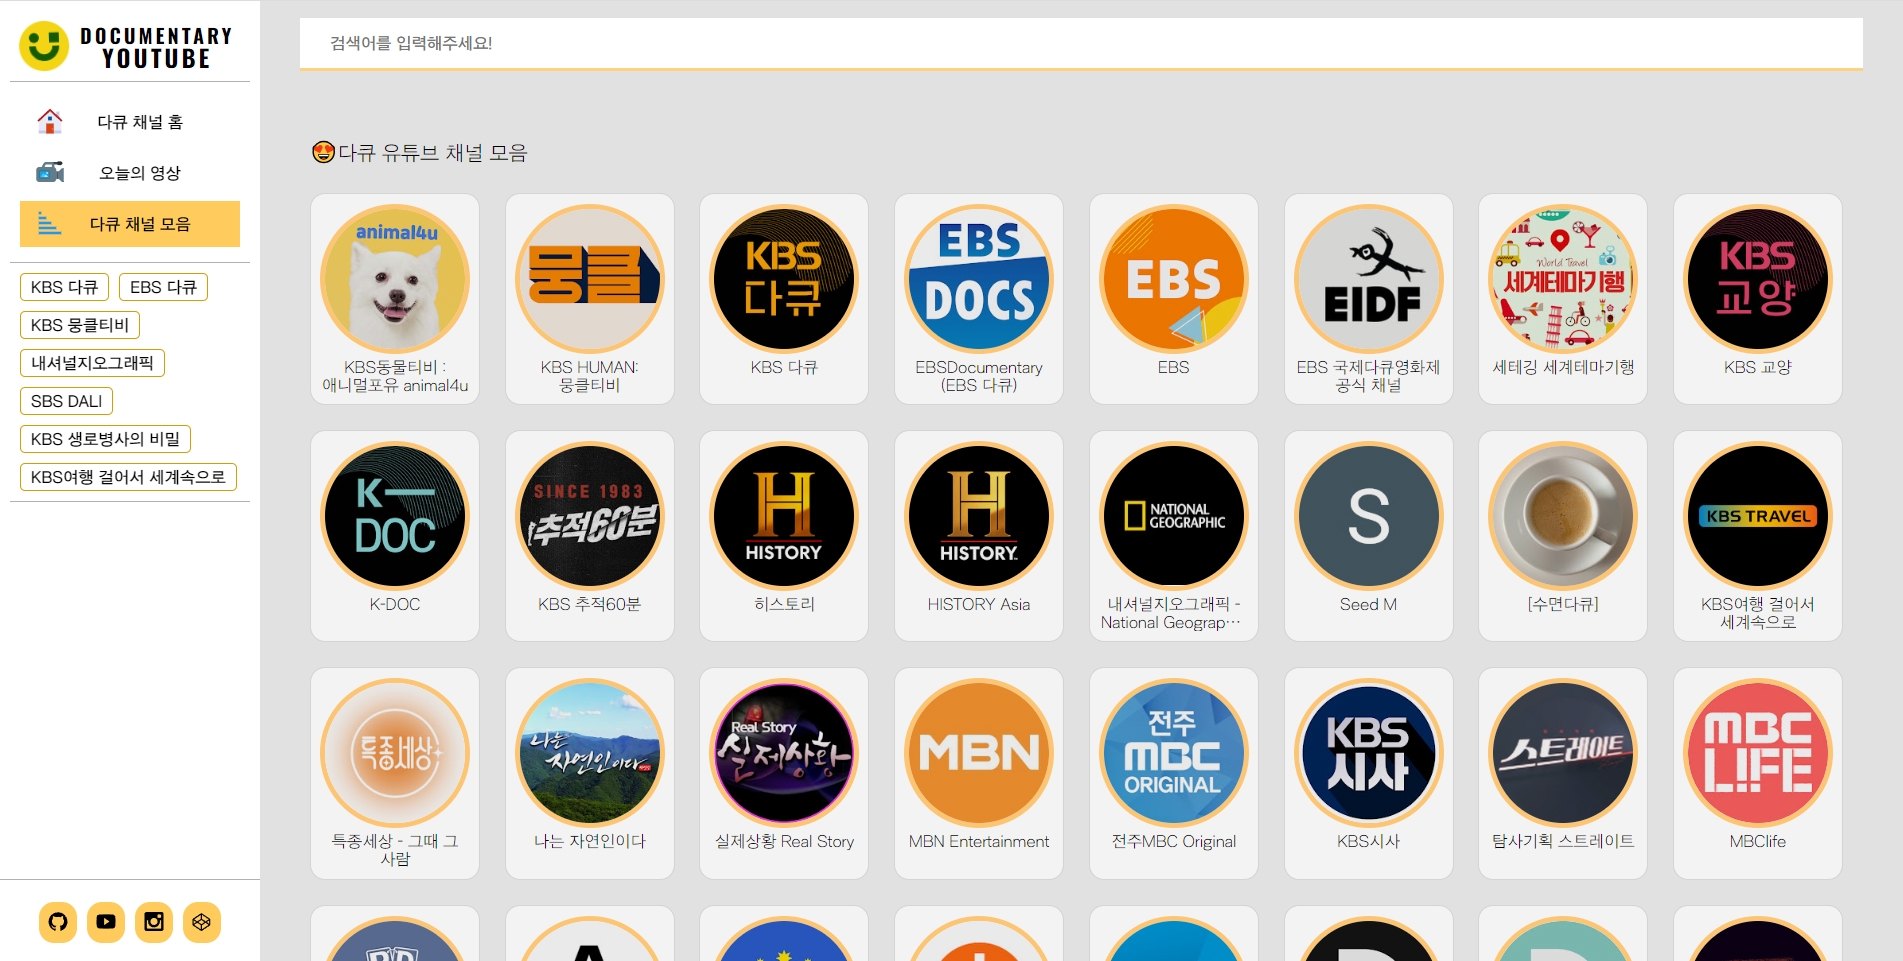 DOCUMENTARY
YOUTUBE
다큐 채널 홈
오늘의 영상
다큐 채널 모음
KBS 다큐
EBS 다큐
KBS 뭉클티비
내셔널지오그래픽
SBS DALI
KBS 생로병사의 비밀
KBS여행 걸어서 세계속으로
검색어를 입력해주세요!
다큐 유튜브 채널 모음
animal4u
KBS동물티비 :
애니멀포유 animal4u
뭉클
KBS HUMAN:
뭉클티비
KBS
다큐
KBS 다큐
EBS
DOCS
EBSDocumentary
(EBS 다큐)
EBS
EBS
EIDF
EBS 국제다큐영화제
공식 채널
World Travel
세계테마기행
세테깅 세계테마기행
KBS
교양
KBS 교양
K—
DOC
K-DOC
SINCE 1983
추적60분
KBS 추적60분
H
HISTORY
히스토리
H
HISTORY
HISTORY Asia
NATIONAL
GEOGRAPHIC
내셔널지오그래픽 -
National Geograp···
S
Seed M
[수면다큐]
KBS TRAVEL
KBS여행 걸어서
세계속으로
특종세상
특종세상 - 그때 그
사람
나는
자연인이다
나는 자연인이다
Real Story
실제상황
실제상황 Real Story
MBN
MBN Entertainment
전주
MBC
ORIGINAL
전주MBC Original
KBS
시사
KBS시사
스트레이트
탐사기획 스트레이트
MBC
L!FE
MBClife